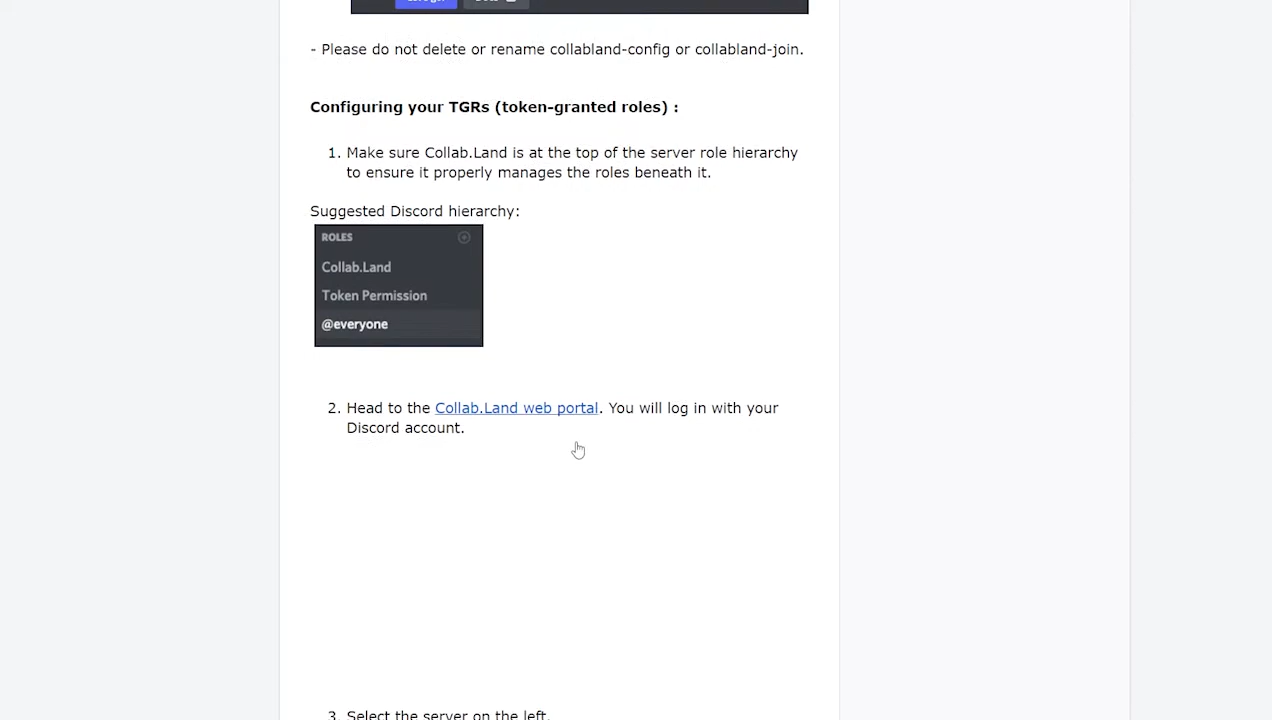 - Please do not delete or rename collabland-config or collabland-join.
Configuring your TGRs (token-granted roles) :
1. Make sure Collab.Land is at the top of the server role hierarchy
to ensure it properly manages the roles beneath it.
Suggested Discord hierarchy:
ROLES
Collab.Land
Token Permission
@everyone
2. Head to the Collab.Land web portal. You will log in with your
Discord account.
3. Select the server on the left.